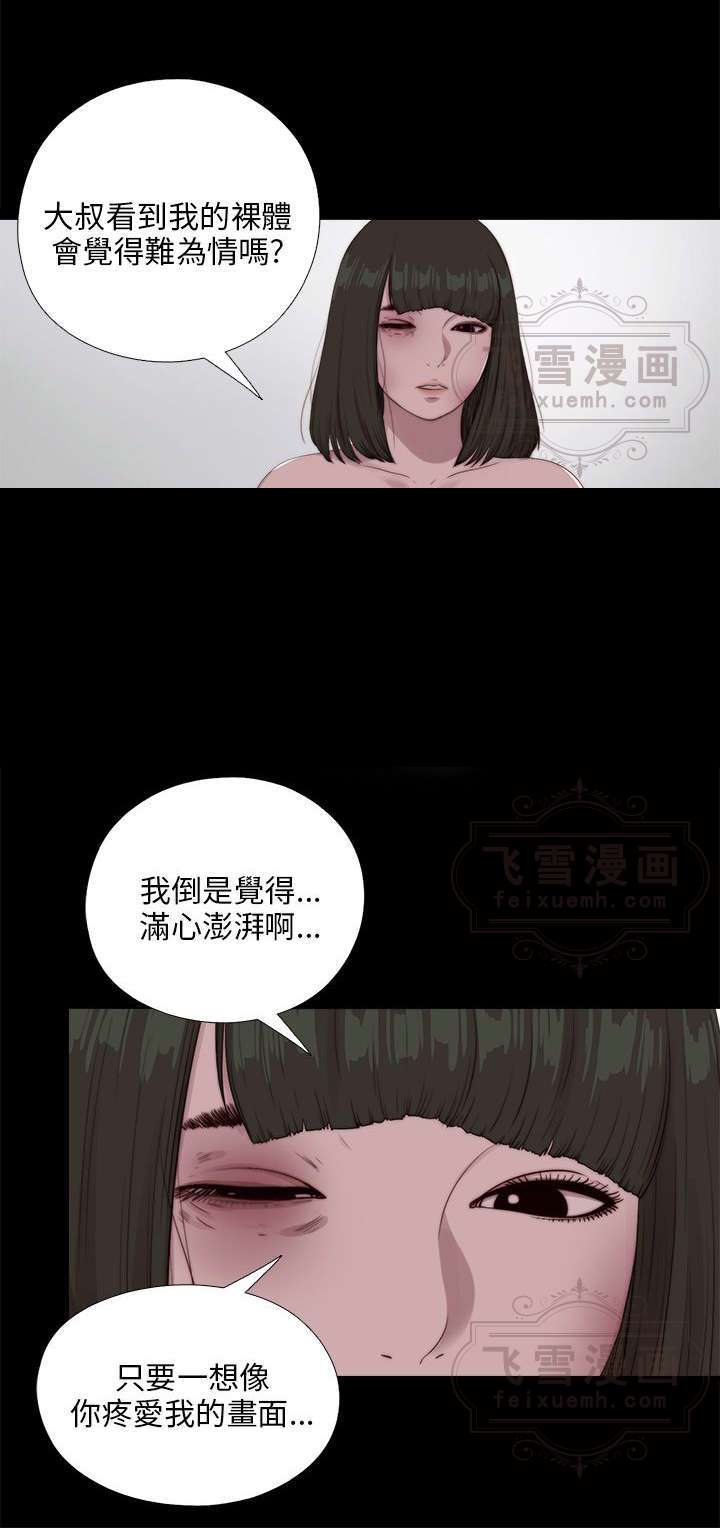 大叔看到我的裸體
會覺得難為情嗎?
雪漫画
ixuemh.com
我倒是覺得...
滿心澎湃啊...
飞雪漫画
feixuemh.com
只要一想像
你疼愛我的畫面...
飞雪漫画
feixuemh.com